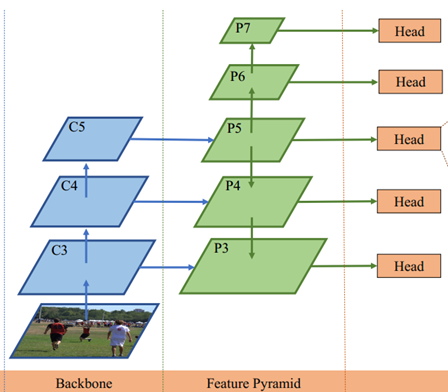 P7
Head
P6
Head
C5
P5
Head
C4
P4
Head
C3
P3
Head
Backbone
Feature Pyramid